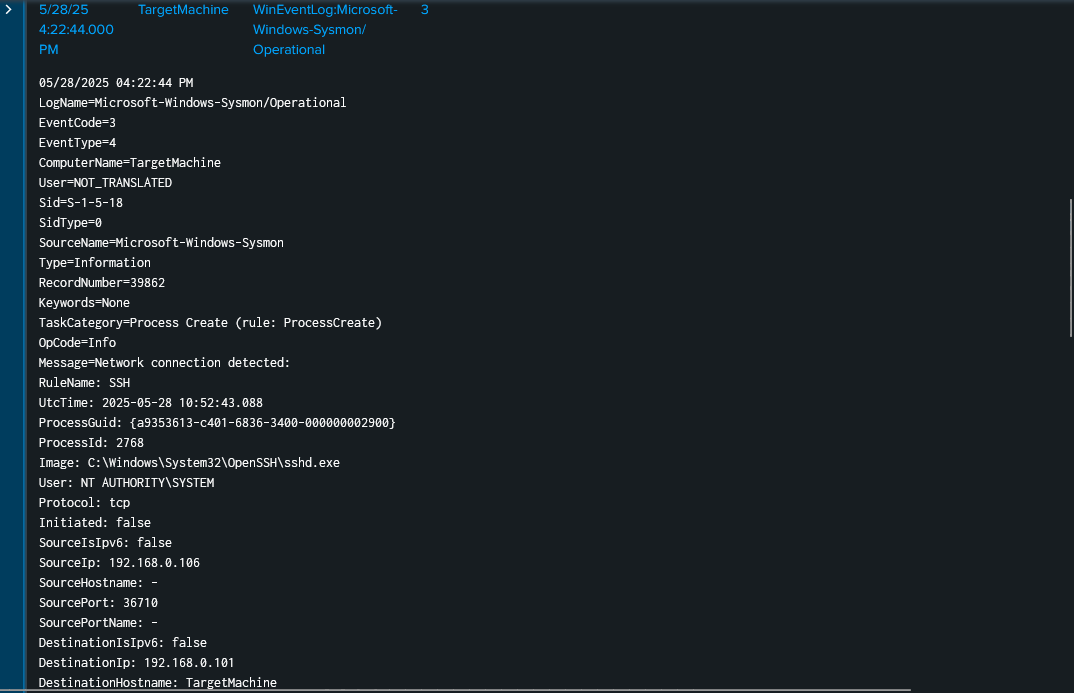 5/28/25 TargetMachine WinEventLog:Microsoft- 3
4:22:44.000 Windows-Sysmon/
PM Operational
05/28/2025 04:22:44 PM
LogName=Microsoft-Windows-Sysmon/Operational
EventCode=3
EventType=4
ComputerName=TargetMachine
User=NOT_TRANSLATED
Sid=S-1-5-18
SidType=0
SourceName=Microsoft-Windows-Sysmon
Type=Information
RecordNumber=39862
Keywords=None
TaskCategory=Process Create (rule: ProcessCreate)
OpCode=Info
Message=Network connection detected:
RuleName: SSH
UtcTime: 2025-05-28 10:52:43.088
ProcessGuid: {a9353613-c401-6836-3400-000000002900}
ProcessId: 2768
Image: C:\Windows\System32\OpenSSH\sshd.exe
User: NT AUTHORITY\SYSTEM
Protocol: tcp
Initiated: false
SourceIsIpv6: false
SourceIp: 192.168.0.106
SourceHostname: -
SourcePort: 36710
SourcePortName: -
DestinationIsIpv6: false
DestinationIp: 192.168.0.101
DestinationHostname: TargetMachine